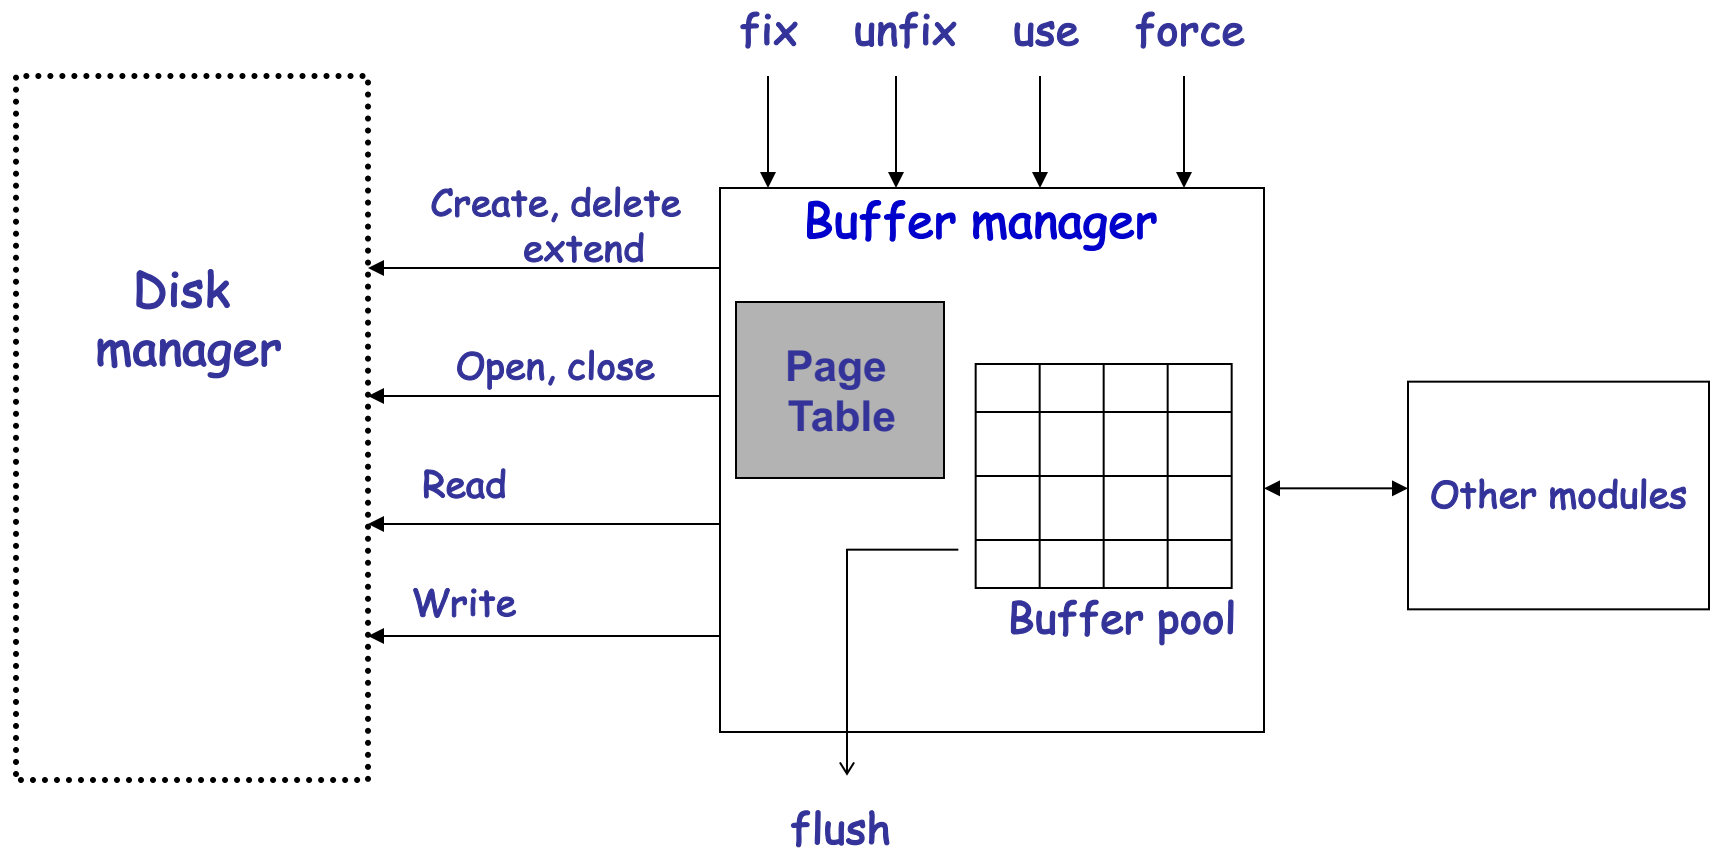 fix unfix use force
Buffer manager
Create, delete
extend
Disk
manager
Open, close
Page
Table
Read
Other modules
Write
Buffer pool
flush